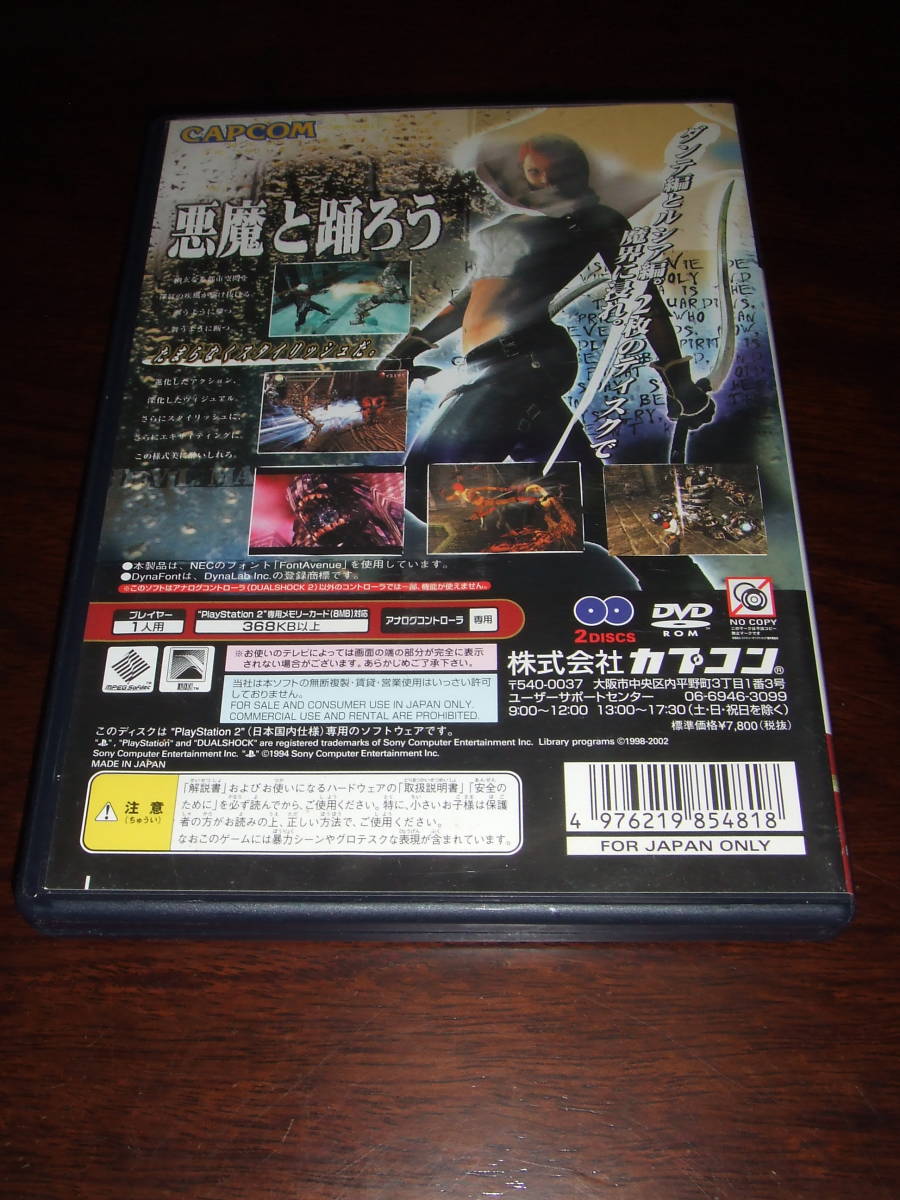 CAPCOM
悪魔と踊ろう
ダンテ編とルシア編。2枚のディスクで
魔界に浸れ。
舞うように断つ
たまらなくスタイリッシュだ。
進化したアクション、
深化したヴィジュアル。
さらにスタイリッシュに、
さらにエキサイティングに。
この様式美に酔いしれろ。
●本製品は、NECのフォント「FontAvenue」を使用しています。
●DynaFontは、DynaLab Inc.の登録商標です。
※このソフトはアナログコントローラ(DUALSHOCK 2)以外のコントローラでは一部、機能が使えません。
プレイヤー
1人用
"PlayStation 2"専用メモリーカード(8MB)対応
368KB以上
アナログコントローラ 専用
2 DISCS
DVD
ROM
NO COPY
MPEG Sofdec
※お使いのテレビによっては画面の端の部分が完全に表示
されない場合がございます。あらかじめご了承下さい。
当社は本ソフトの無断複製・賃貸・営業使用はいっさい許可
しておりません。
FOR SALE AND CONSUMER USE IN JAPAN ONLY.
COMMERCIAL USE AND RENTAL ARE PROHIBITED.
株式会社カプコン®
〒540-0037 大阪市中央区内平野町3丁目1番3号
ユーザーサポートセンター 06-6946-3099
9:00~12:00 13:00~17:30(土・日・祝日を除く)
標準価格¥7,800(税抜)
このディスクは"PlayStation 2"(日本国内仕様)専用のソフトウェアです。
", "PlayStation" and "DUALSHOCK" are registered trademarks of Sony Computer Entertainment Inc. Library programs ©1998-2002
Sony Computer Entertainment Inc. " "©1994 Sony Computer Entertainment Inc.
MADE IN JAPAN
注意
(ちゅうい)
「解説書」およびお使いになるハードウェアの「取扱説明書」「安全の
ために」を必ず読んでから、ご使用ください。特に、小さいお子様は保護
者の方がお読みの上、正しい方法で、ご使用ください。
なおこのゲームには暴力シーンやグロテスクな表現が含まれています。
4 976219 854818
FOR JAPAN ONLY